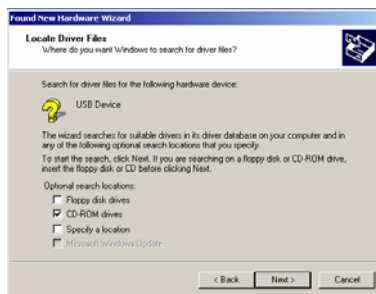 Found New Hardware Wizard
Locate Driver Files
Where do you want Windows to search for driver files?
Search for driver files for the following hardware device:
USB Device
The wizard searches for suitable drivers in its driver database on your computer and in
any of the following optional search locations that you specify.
To start the search, click Next. If you are searching on a floppy disk or CD-ROM drive,
insert the floppy disk or CD before clicking Next.
Optional search locations:
Floppy disk drives
CD-ROM drives
Specify a location
Microsoft Windows Update
< Back
Next >
Cancel